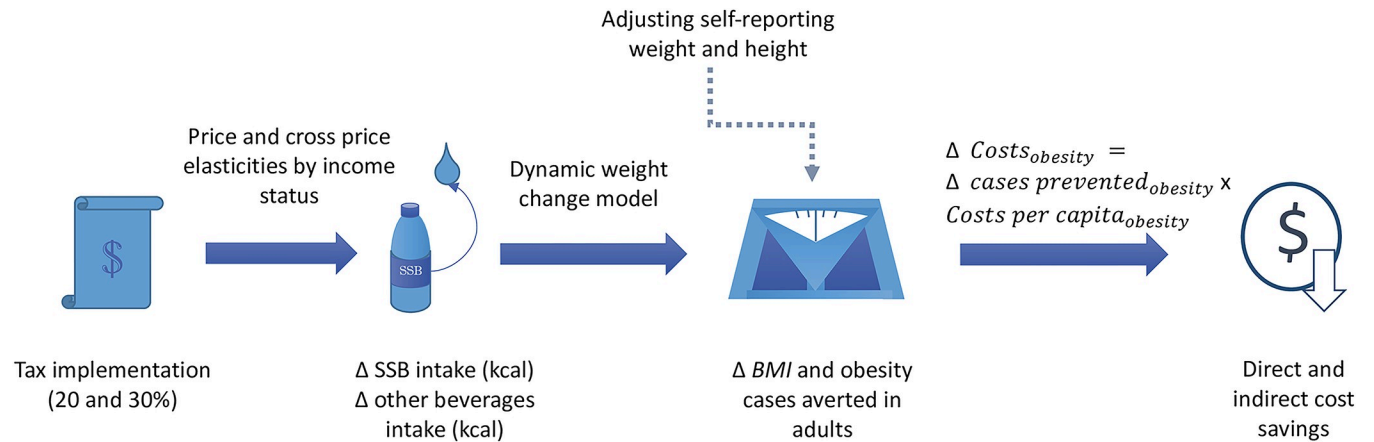 Adjusting self-reporting
weight and height
Price and cross price
elasticities by income
status
Dynamic weight
change model
Δ Costs_obesity =
Δ cases prevented_obesity x
Costs per capita_obesity
$
SSB
$
Tax implementation
(20 and 30%)
Δ SSB intake (kcal)
Δ other beverages
intake (kcal)
Δ BMI and obesity
cases averted in
adults
Direct and
indirect cost
savings